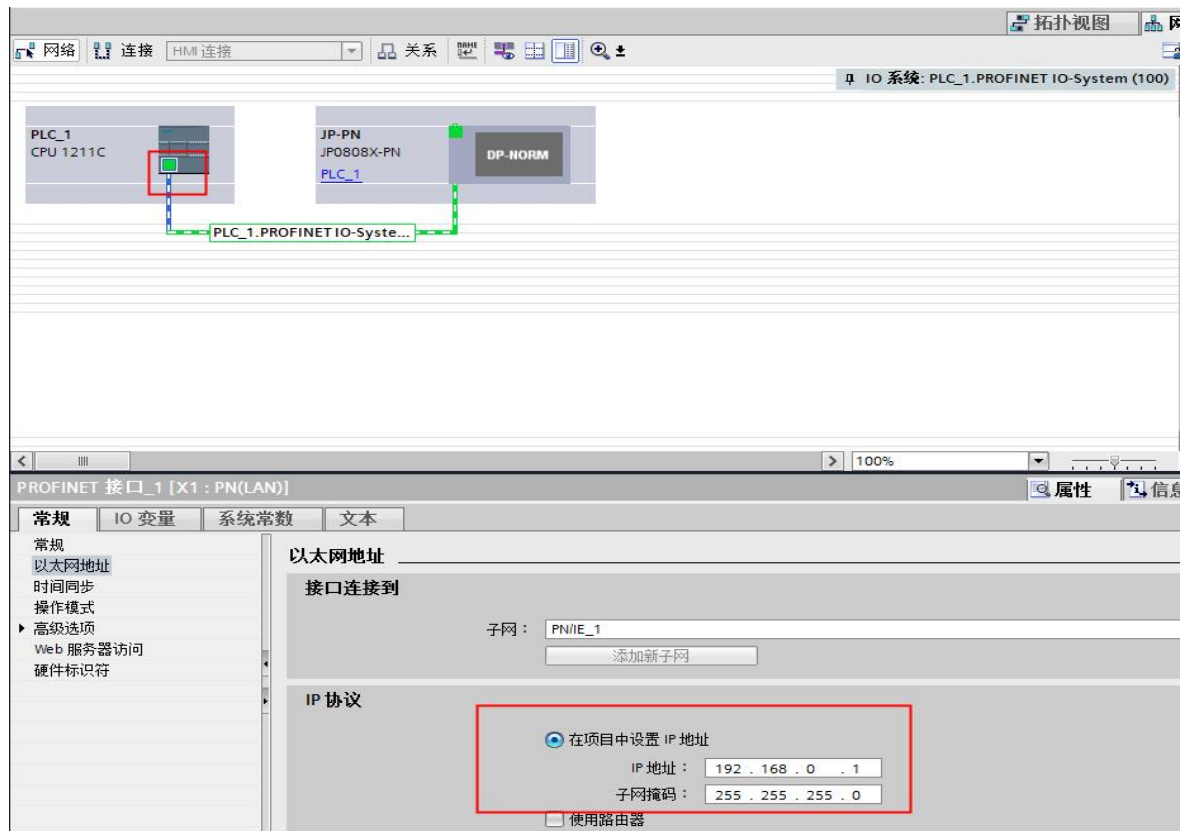 拓扑视图
网络 连接 HMI 连接 关系 NAME
IO 系统: PLC_1.PROFINET IO-System (100)
PLC_1
CPU 1211C
JP-PN
JP0808X-PN
PLC_1
DP-NORM
PLC_1.PROFINET IO-Syste...
100%
PROFINET 接口_1 [X1 : PN(LAN)]
属性 信息
常规 IO 变量 系统常数 文本
常规
以太网地址
时间同步
操作模式
高级选项
Web 服务器访问
硬件标识符
以太网地址
接口连接到
子网：PN/IE_1
添加新子网
IP 协议
在项目中设置 IP 地址
IP 地址：192 . 168 . 0 . 1
子网掩码：255 . 255 . 255 . 0
使用路由器